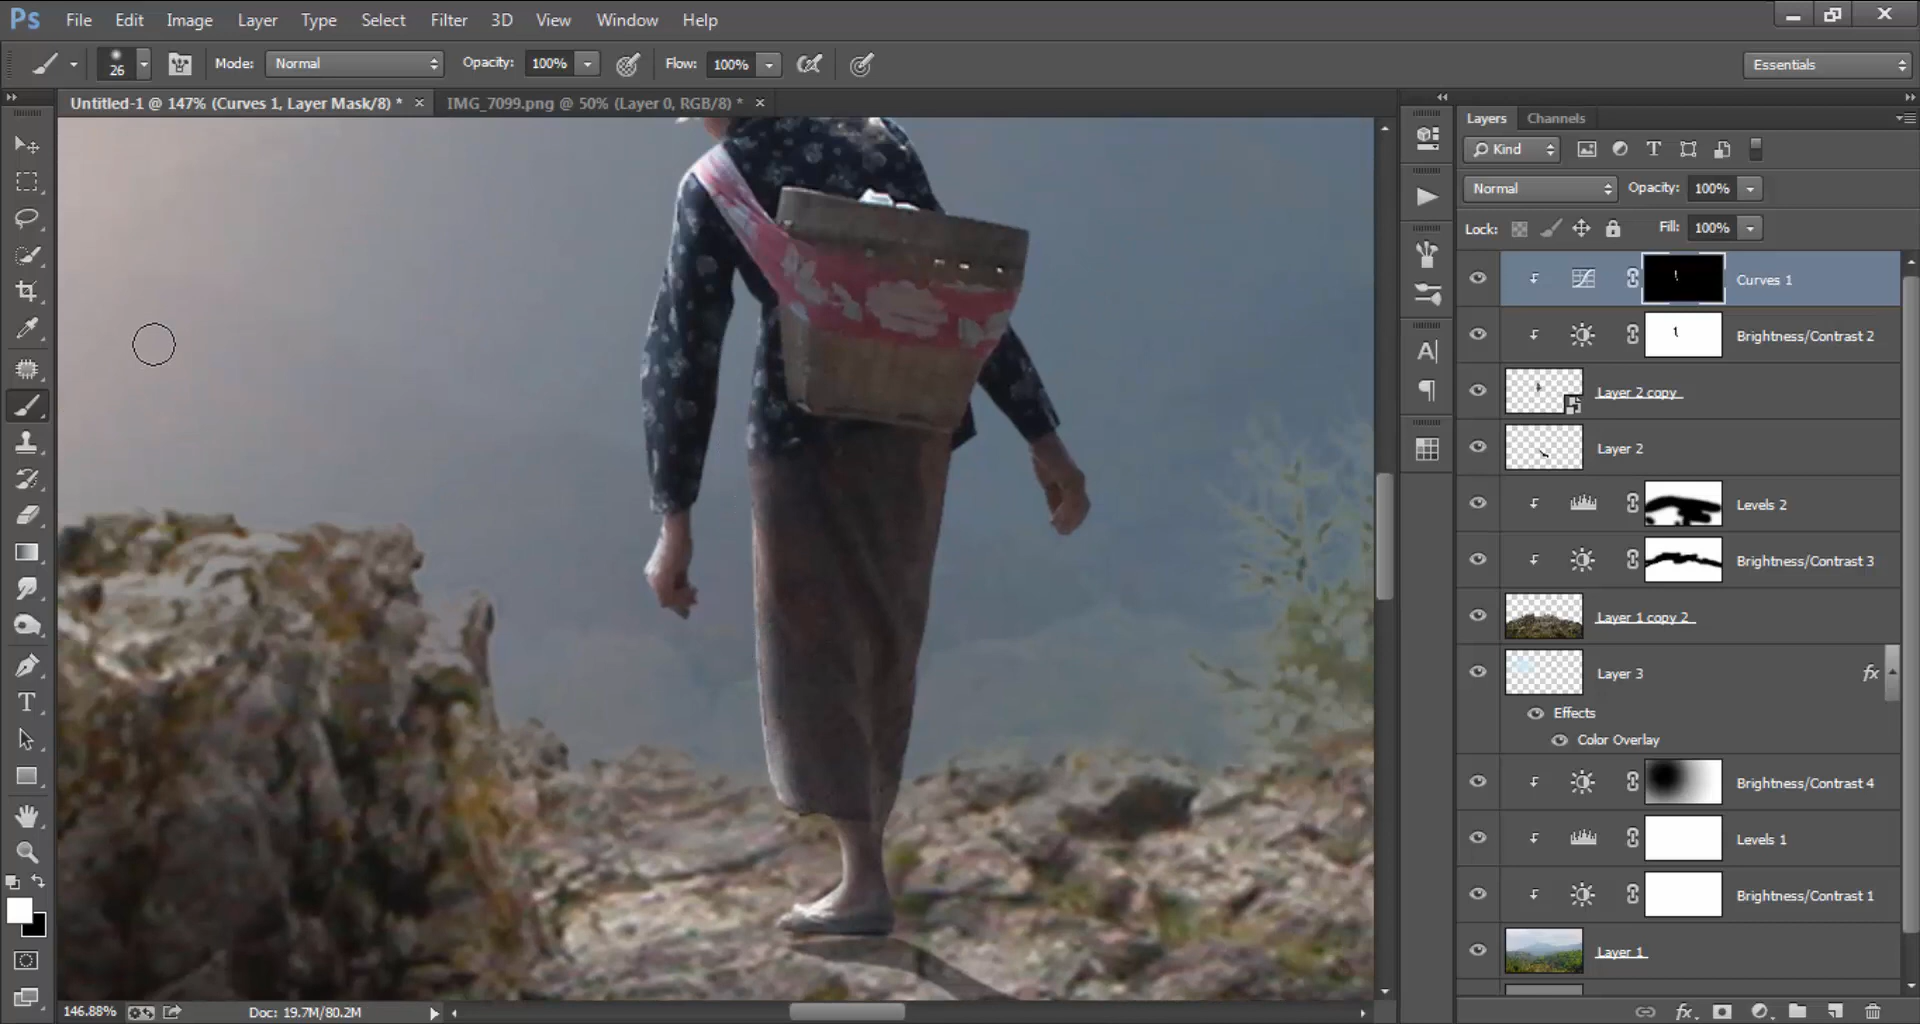 Ps File Edit Image Layer Type Select Filter 3D View Window Help
26 Mode: Normal Opacity: 100% Flow: 100% Essentials
Untitled-1 @ 147% (Curves 1, Layer Mask/8) * × IMG_7099.png @ 50% (Layer 0, RGB/8) * ×
Layers Channels
Kind
Normal Opacity: 100%
Lock: Fill: 100%
Curves 1
Brightness/Contrast 2
Layer 2 copy
Layer 2
Levels 2
Brightness/Contrast 3
Layer 1 copy 2
Layer 3 fx
Effects
Color Overlay
Brightness/Contrast 4
Levels 1
Brightness/Contrast 1
Layer 1
146.88% Doc: 19.7M/80.2M fx